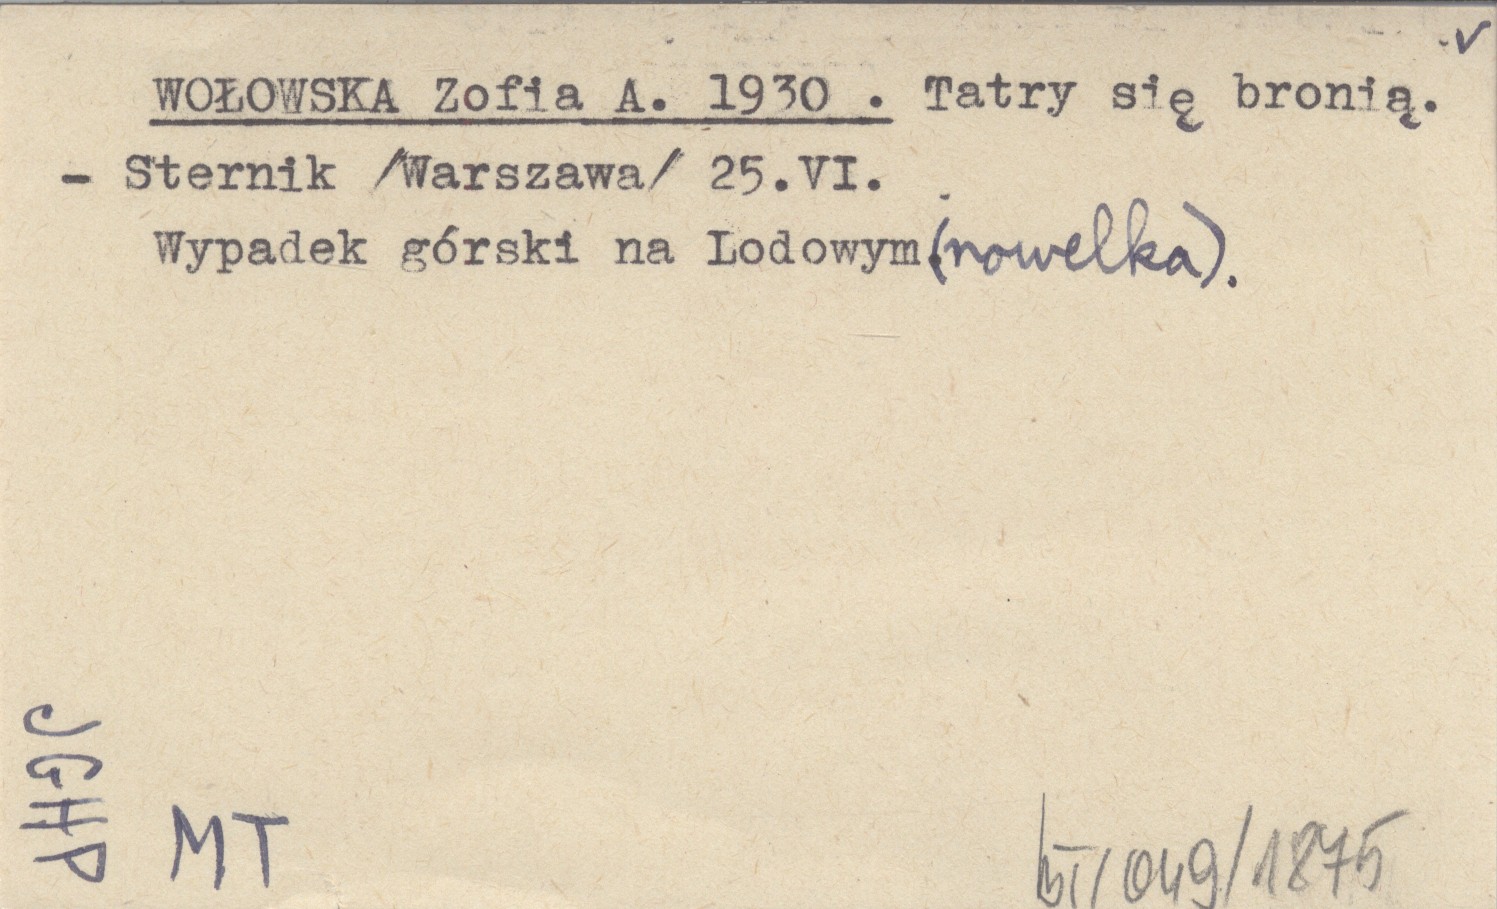 WOŁOWSKA Zofia A. 1930 . Tatry się bronią.
- Sternik /Warszawa/ 25.VI.
Wypadek górski na Lodowym (nowelka).
JGHP
MT
/049/1875